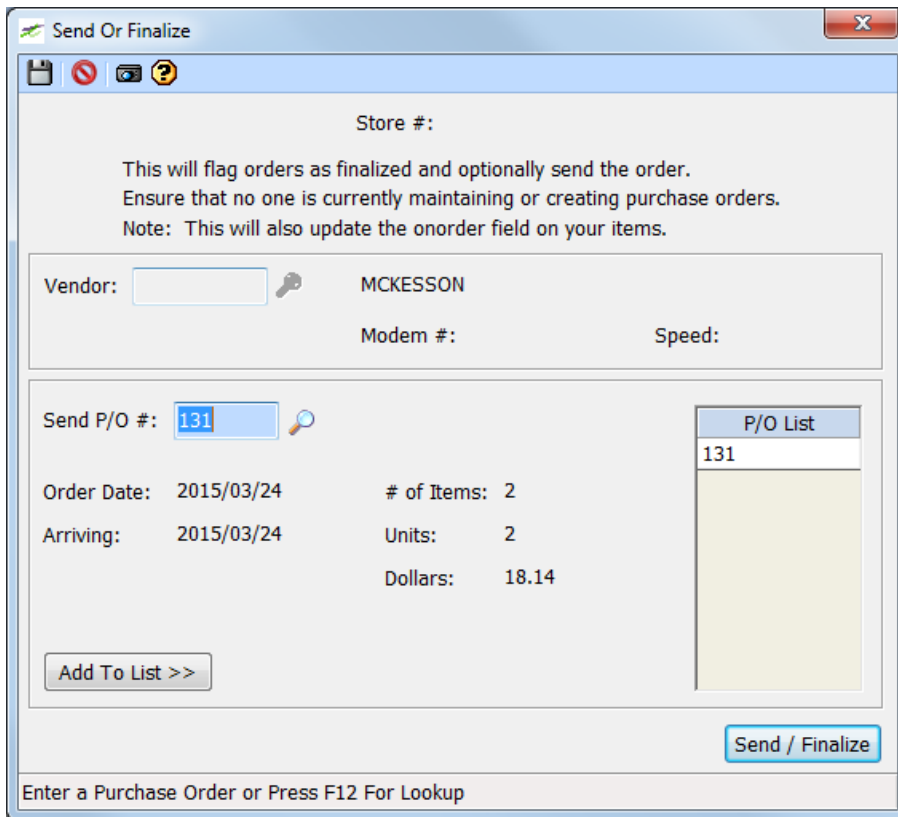 Send Or Finalize
Store #:
This will flag orders as finalized and optionally send the order.
Ensure that no one is currently maintaining or creating purchase orders.
Note:  This will also update the onorder field on your items.
Vendor: MCKESSON
Modem #: Speed:
Send P/O #: 131
P/O List
131
Order Date: 2015/03/24 # of Items: 2
Arriving: 2015/03/24 Units: 2
Dollars: 18.14
Add To List >>
Send / Finalize
Enter a Purchase Order or Press F12 For Lookup